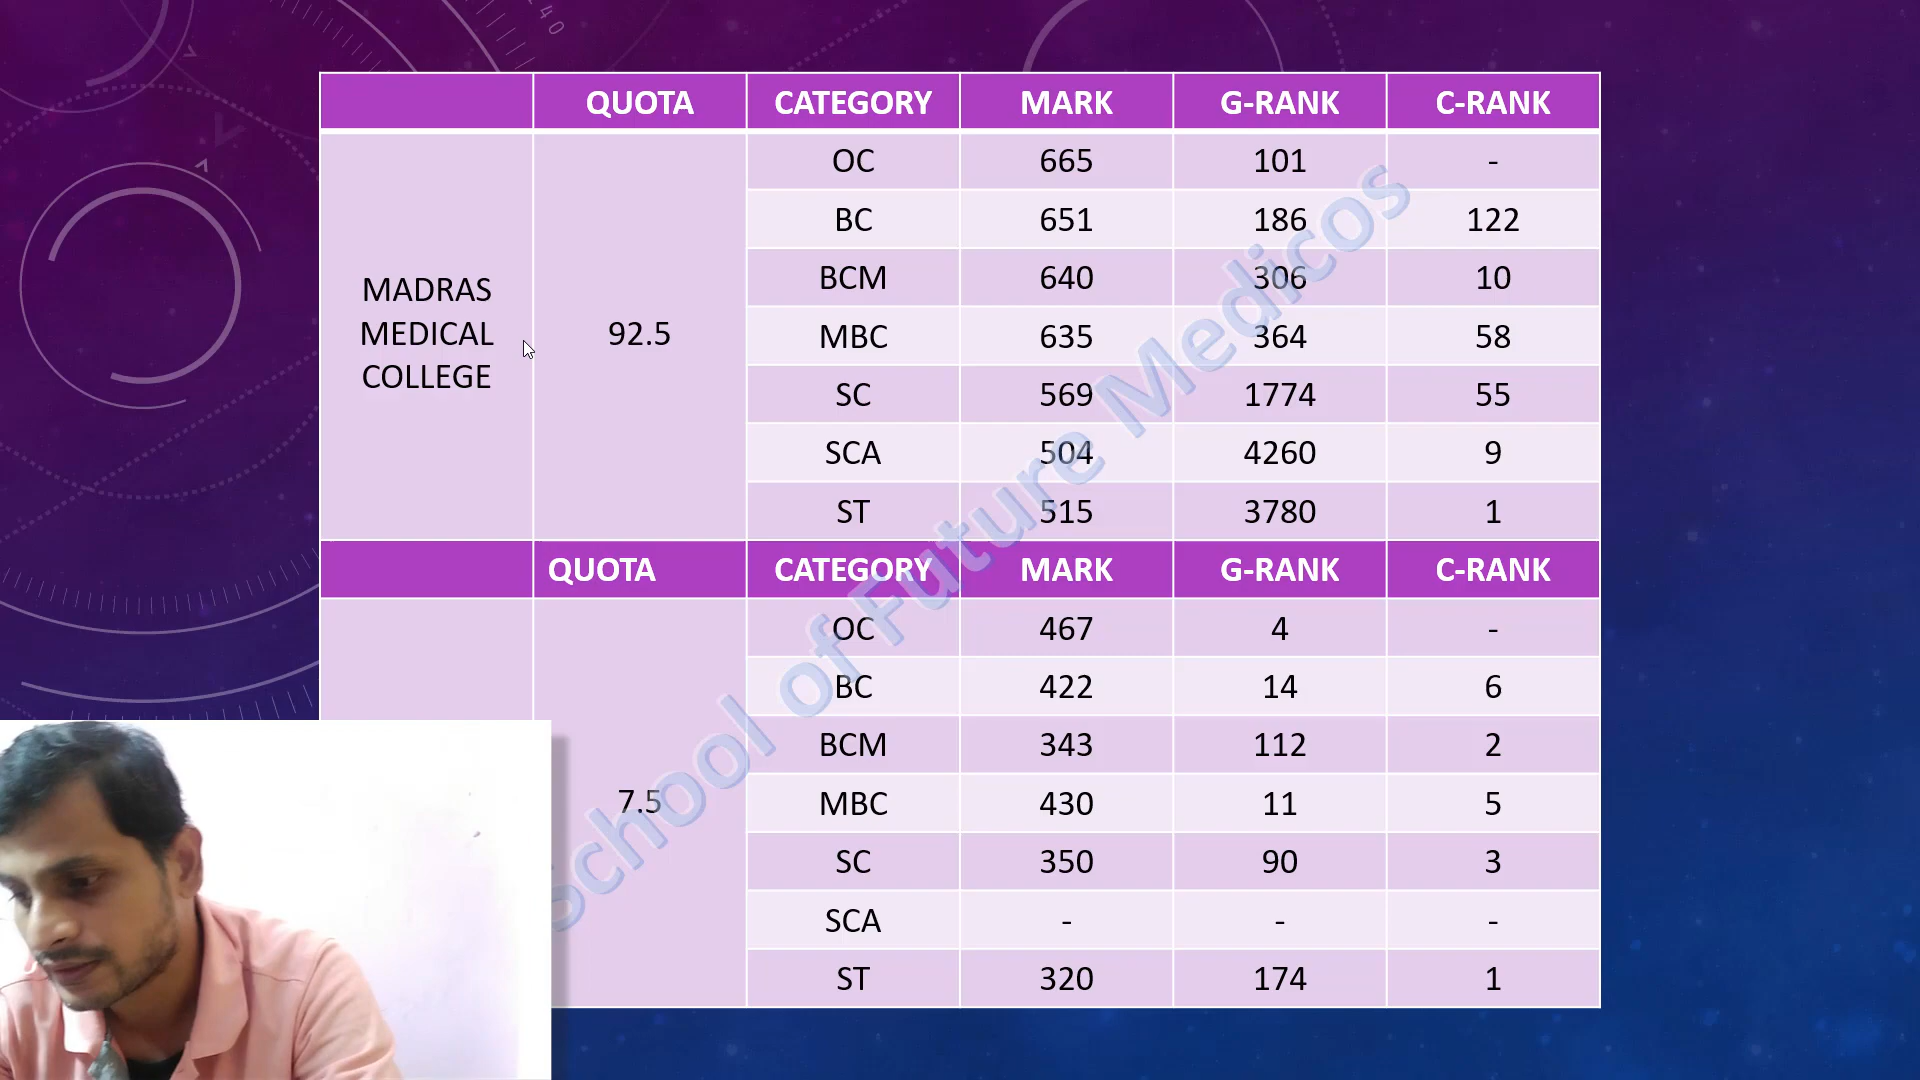 QUOTA CATEGORY MARK G-RANK C-RANK
MADRAS
MEDICAL
COLLEGE
92.5
OC 665 101 -
BC 651 186 122
BCM 640 306 10
MBC 635 364 58
SC 569 1774 55
SCA 504 4260 9
ST 515 3780 1
QUOTA CATEGORY MARK G-RANK C-RANK
7.5
OC 467 4 -
BC 422 14 6
BCM 343 112 2
MBC 430 11 5
SC 350 90 3
SCA - - -
ST 320 174 1
School of Future Medicos
40